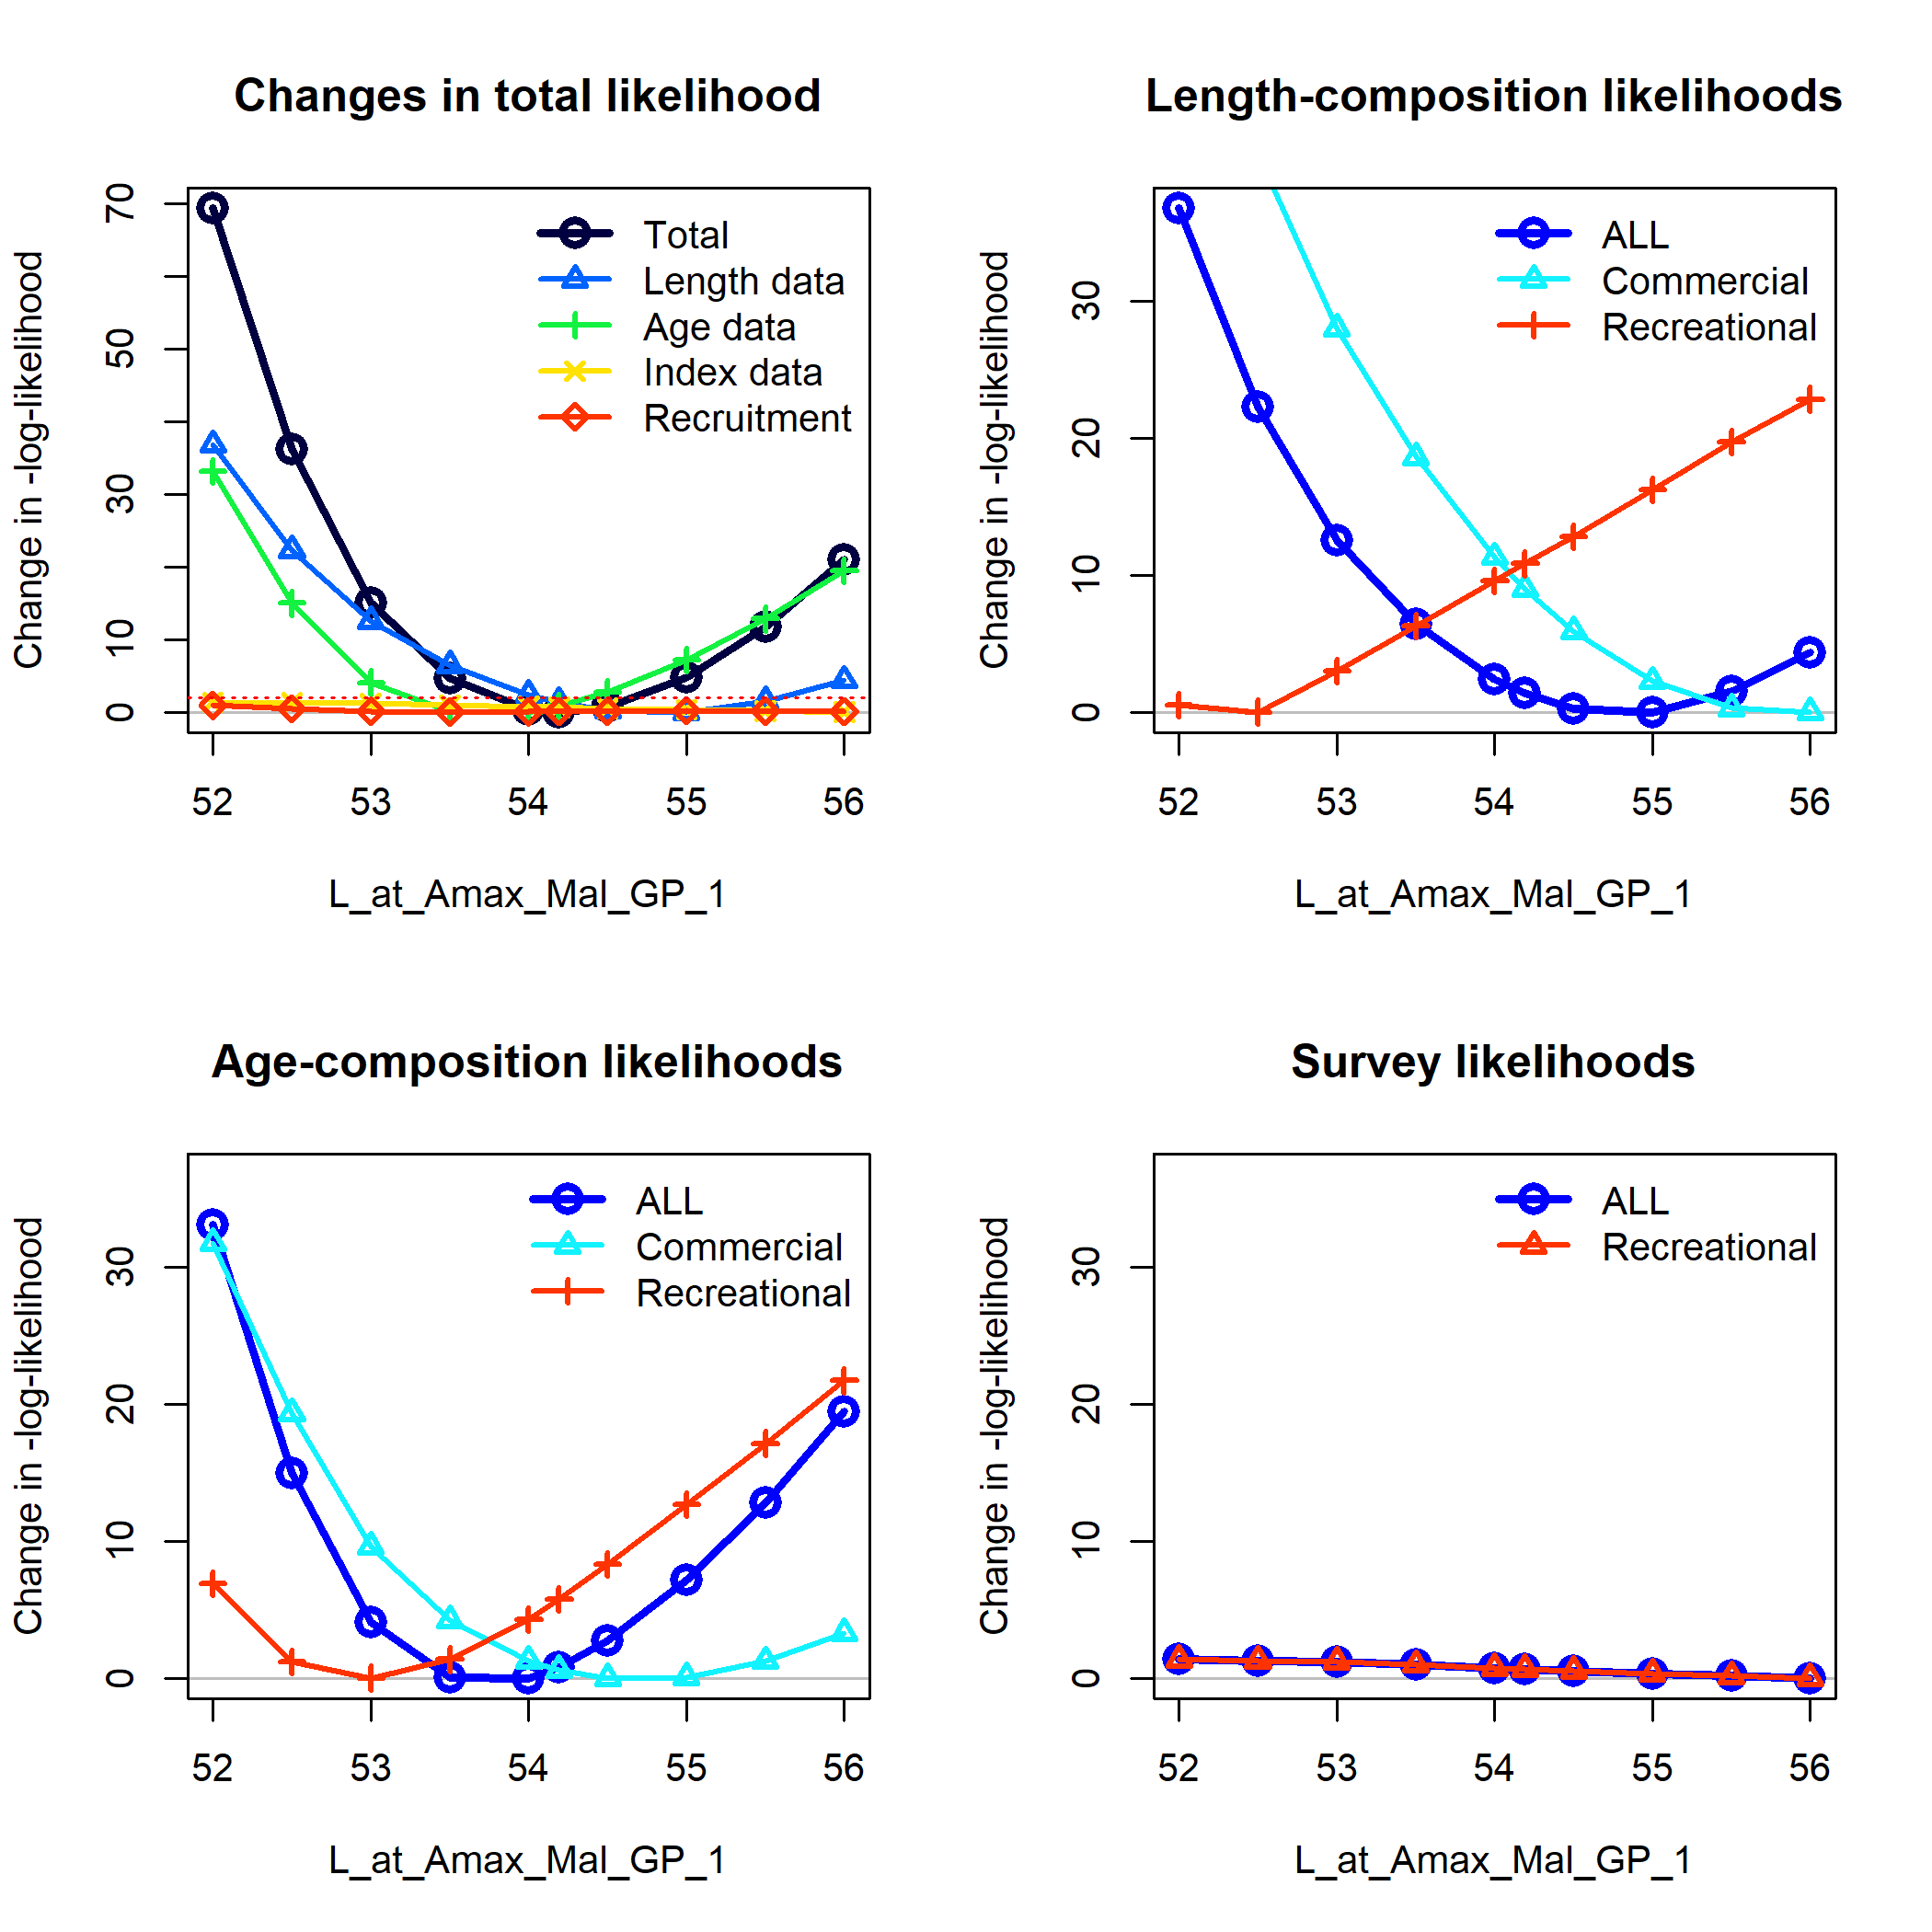 Changes in total likelihood
Change in -log-likelihood
70
50
30
10
0
Total
Length data
Age data
Index data
Recruitment
52 53 54 55 56
L_at_Amax_Mal_GP_1
Length-composition likelihoods
Change in -log-likelihood
30
20
10
0
ALL
Commercial
Recreational
52 53 54 55 56
L_at_Amax_Mal_GP_1
Age-composition likelihoods
Change in -log-likelihood
30
20
10
0
ALL
Commercial
Recreational
52 53 54 55 56
L_at_Amax_Mal_GP_1
Survey likelihoods
Change in -log-likelihood
30
20
10
0
ALL
Recreational
52 53 54 55 56
L_at_Amax_Mal_GP_1